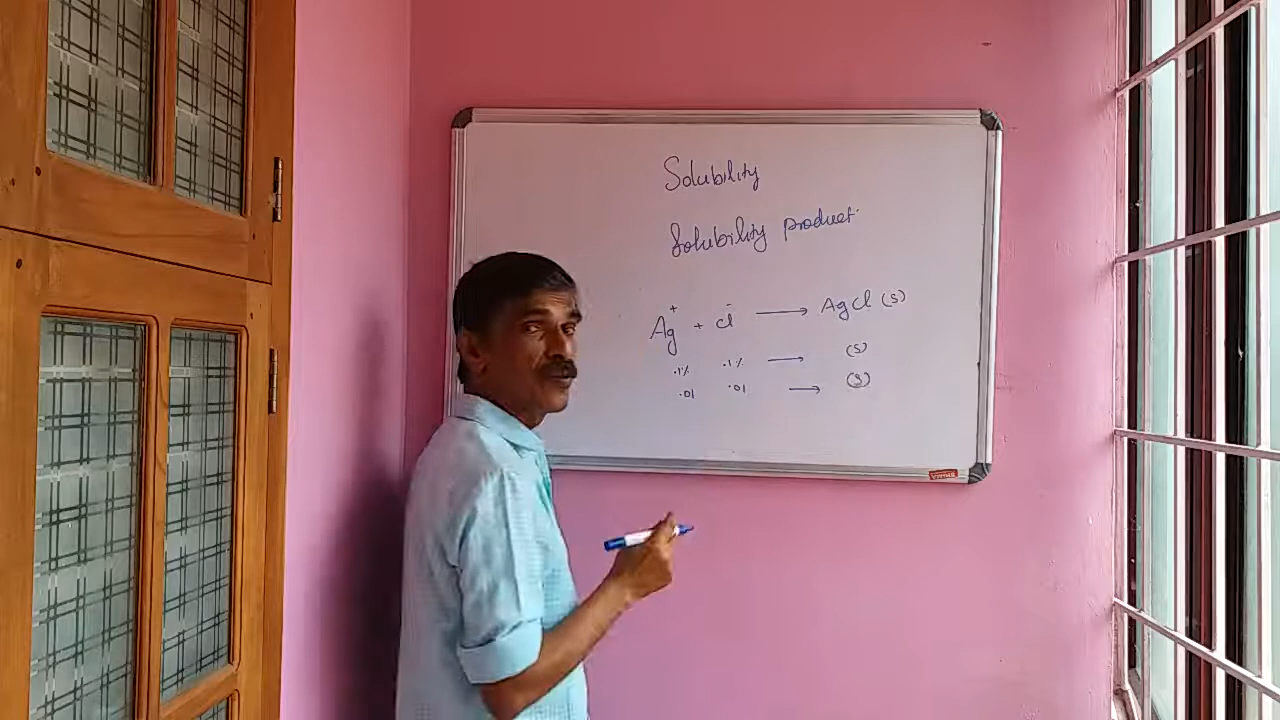 Solubility
Solubility product
Ag⁺ + Cl⁻ ⟶ AgCl (s)
.1% .1% ⟶ (s)
.01 .01 ⟶ (s)